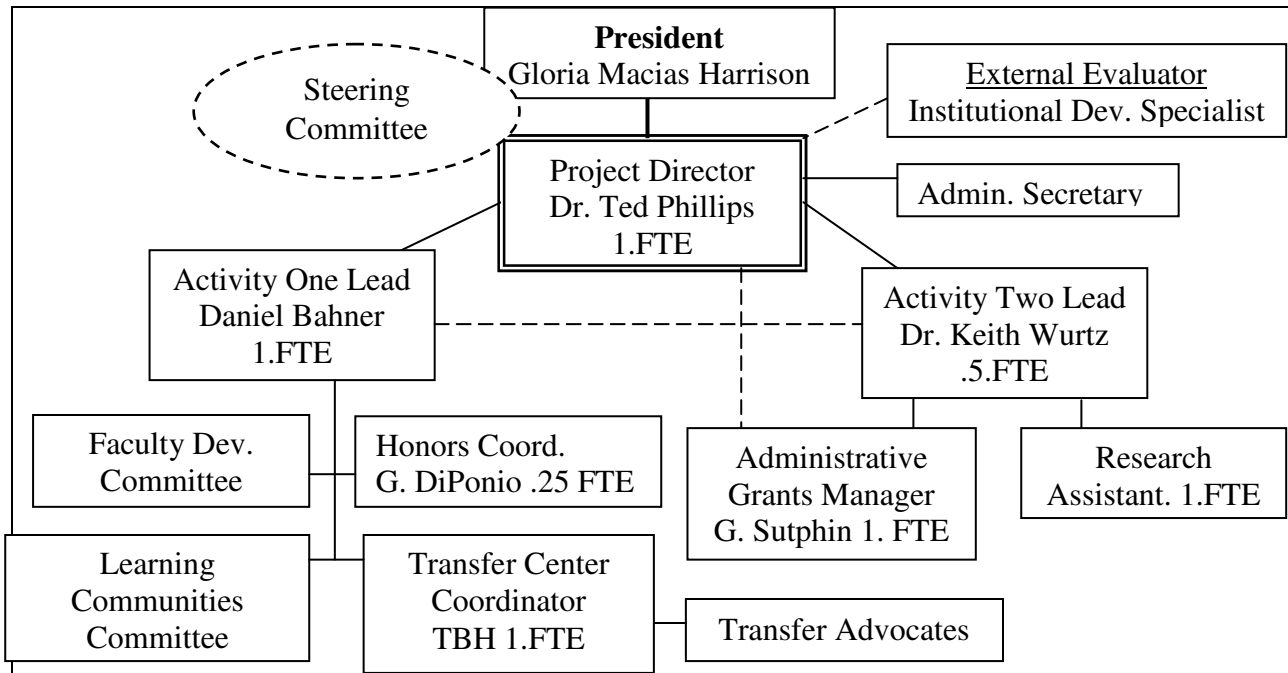 President
Gloria Macias Harrison
Steering
Committee
External Evaluator
Institutional Dev. Specialist
Project Director
Dr. Ted Phillips
1.FTE
Admin. Secretary
Activity One Lead
Daniel Bahner
1.FTE
Activity Two Lead
Dr. Keith Wurtz
.5.FTE
Faculty Dev.
Committee
Honors Coord.
G. DiPonio .25 FTE
Administrative
Grants Manager
G. Sutphin 1. FTE
Research
Assistant. 1.FTE
Learning
Communities
Committee
Transfer Center
Coordinator
TBH 1.FTE
Transfer Advocates